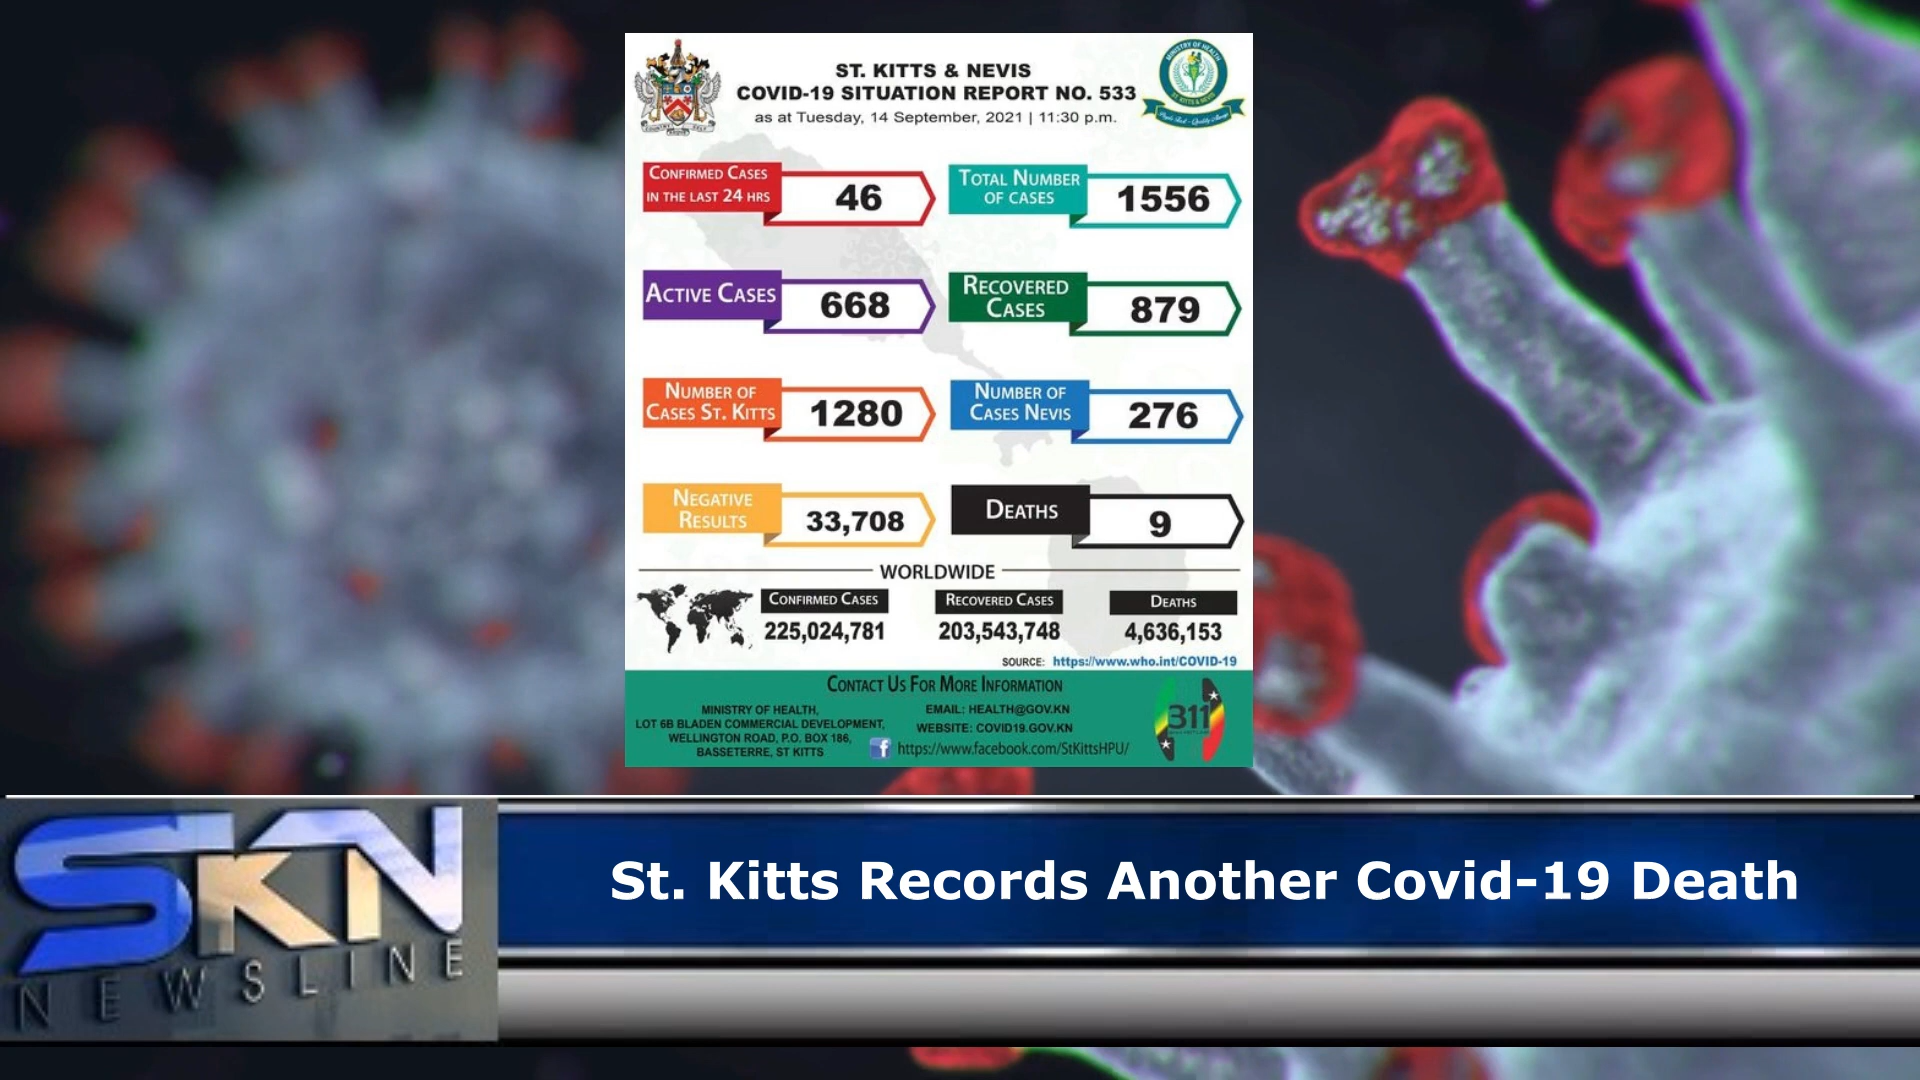 ST. KITTS & NEVIS
COVID-19 SITUATION REPORT NO. 533
as at Tuesday, 14 September, 2021 | 11:30 p.m.
CONFIRMED CASES
IN THE LAST 24 HRS
46
TOTAL NUMBER
OF CASES
1556
ACTIVE CASES
668
RECOVERED
CASES
879
NUMBER OF
CASES ST. KITTS
1280
NUMBER OF
CASES NEVIS
276
NEGATIVE
RESULTS
33,708
DEATHS
9
WORLDWIDE
CONFIRMED CASES
225,024,781
RECOVERED CASES
203,543,748
DEATHS
4,636,153
SOURCE: https://www.who.int/COVID-19
CONTACT US FOR MORE INFORMATION
MINISTRY OF HEALTH,
LOT 6B BLADEN COMMERCIAL DEVELOPMENT,
WELLINGTON ROAD, P.O. BOX 186,
BASSETERRE, ST KITTS
EMAIL: HEALTH@GOV.KN
WEBSITE: COVID19.GOV.KN
https://www.facebook.com/StKittsHPU/
311
SKN
NEWSLINE
St. Kitts Records Another Covid-19 Death